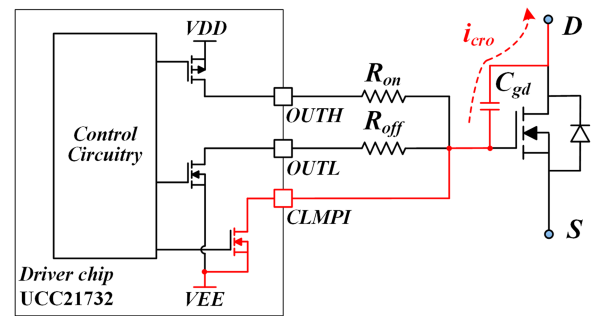 VDD
Control
Circuitry
OUTH
OUTL
CLMPI
VEE
Driver chip
UCC21732
Ron
Roff
icro
Cgd
D
S